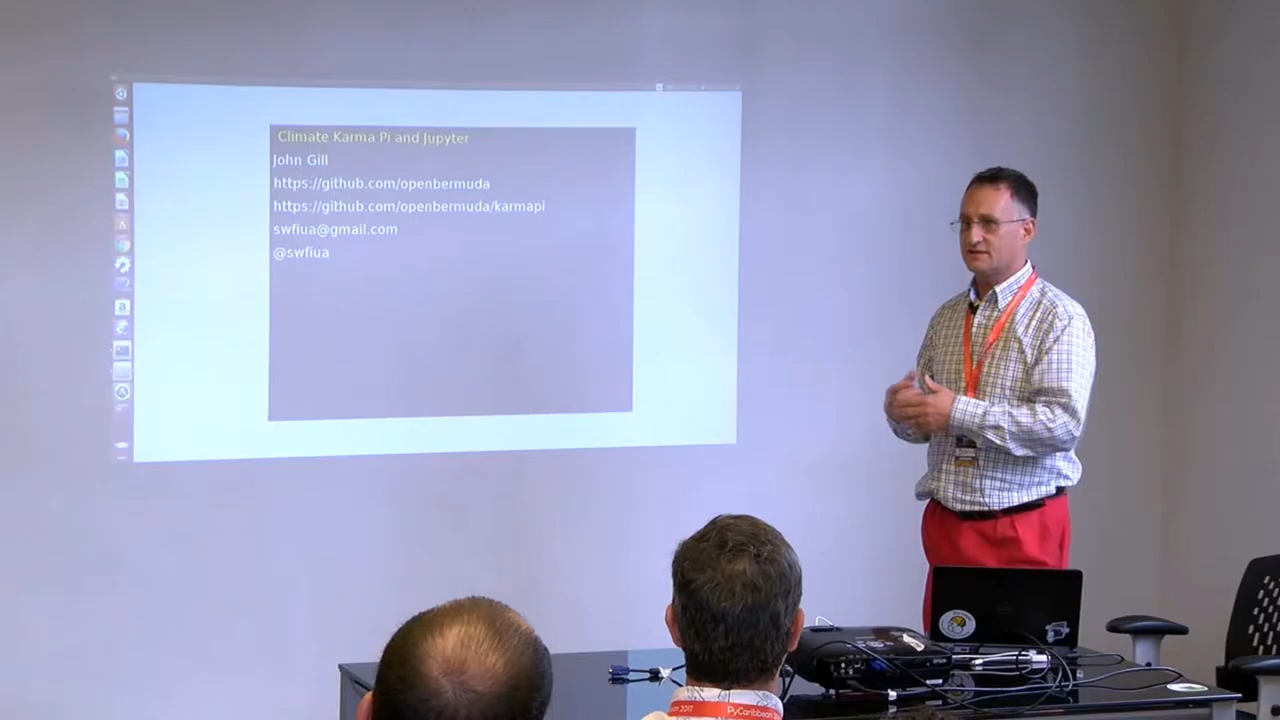 Climate Karma Pi and Jupyter
John Gill
https://github.com/openbermuda
https://github.com/openbermuda/karmapi
swfiua@gmail.com
@swfiua
PyCaribbean
2017